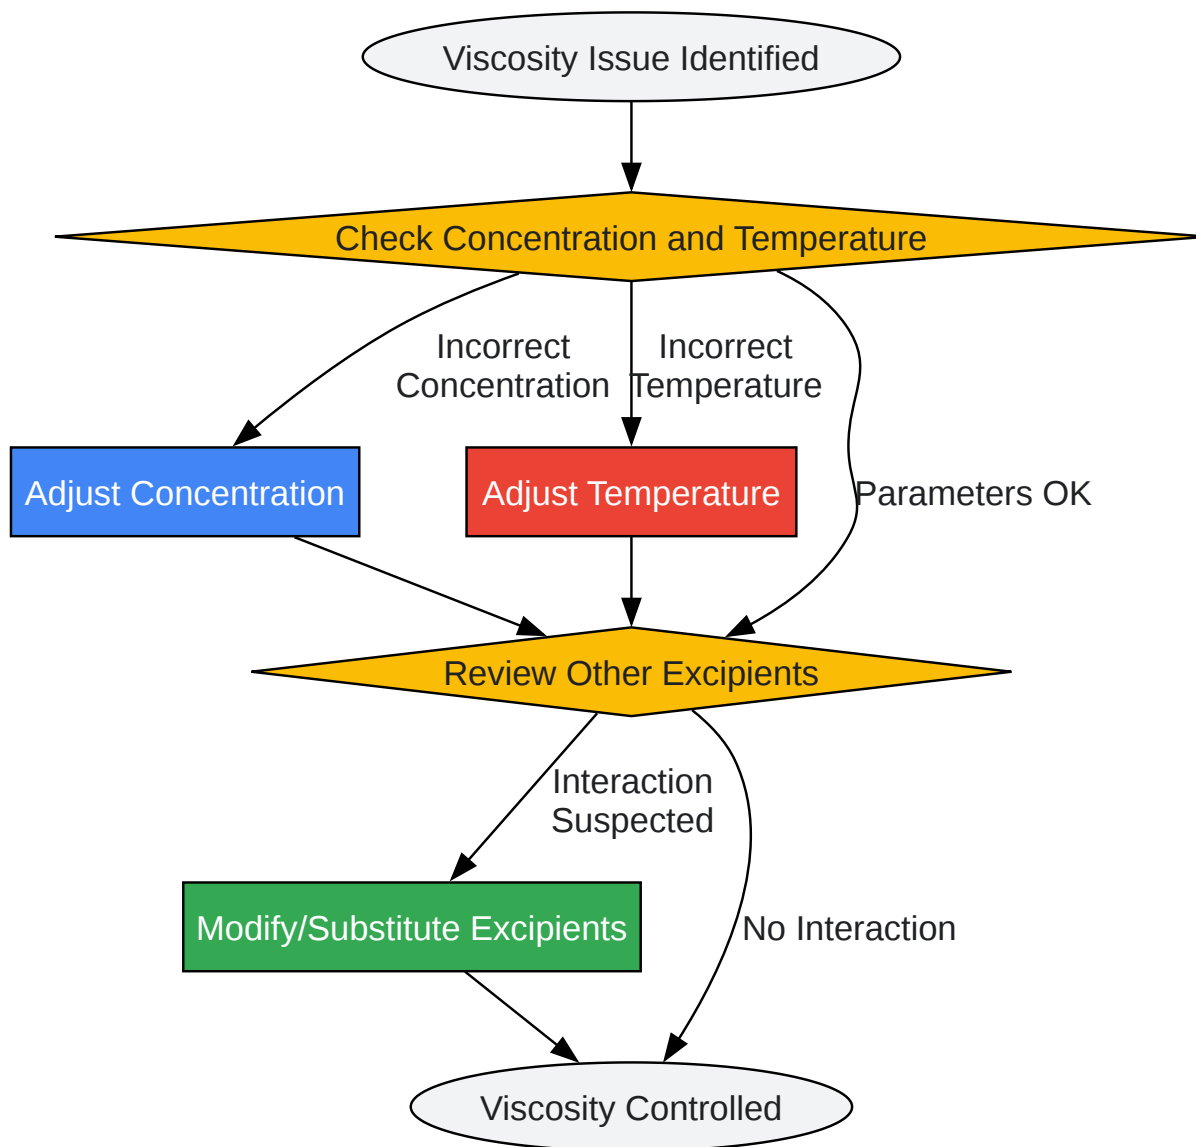 Viscosity Issue Identified
Check Concentration and Temperature
Incorrect
Concentration
Incorrect
Temperature
Adjust Concentration
Adjust Temperature
Parameters OK
Review Other Excipients
Interaction
Suspected
Modify/Substitute Excipients
No Interaction
Viscosity Controlled